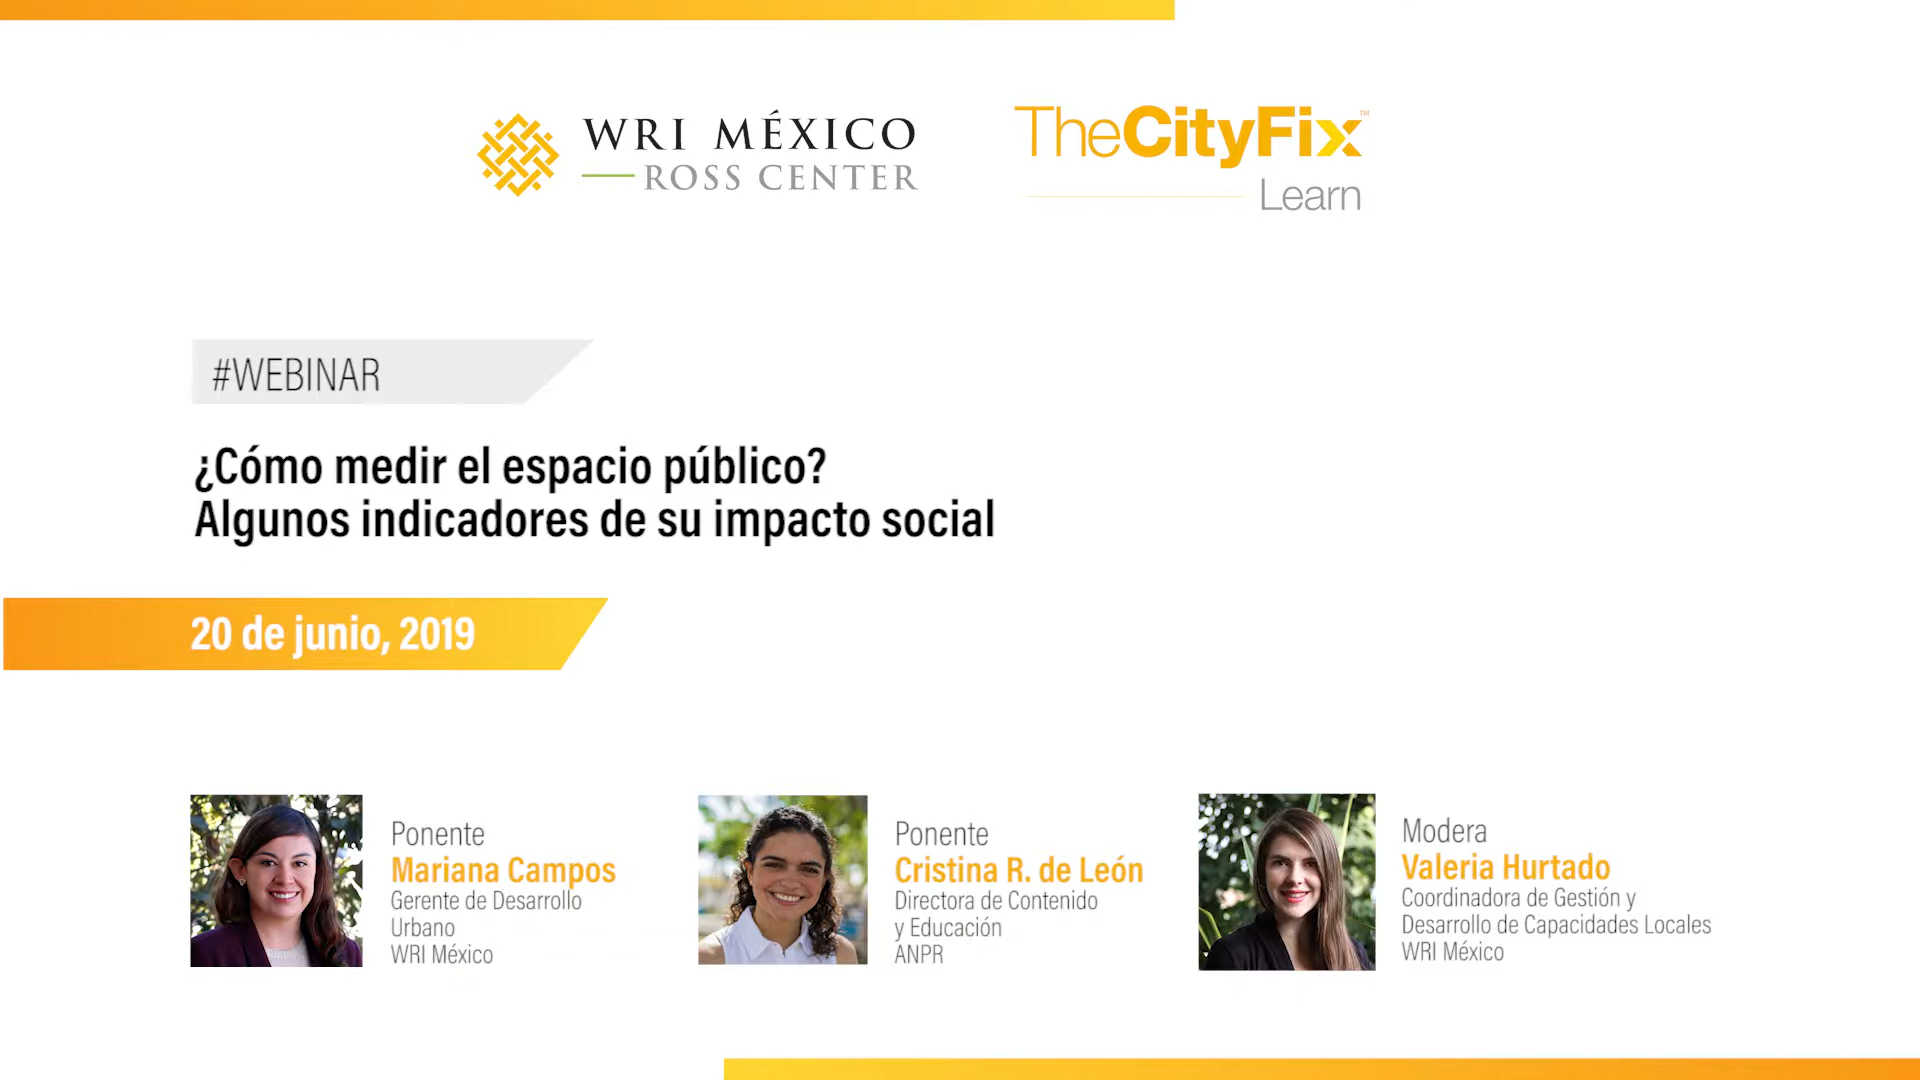 WRI MÉXICO
ROSS CENTER
TheCityFix™
Learn
#WEBINAR
¿Cómo medir el espacio público?
Algunos indicadores de su impacto social
20 de junio, 2019
Ponente
Mariana Campos
Gerente de Desarrollo
Urbano
WRI México
Ponente
Cristina R. de León
Directora de Contenido
y Educación
ANPR
Modera
Valeria Hurtado
Coordinadora de Gestión y
Desarrollo de Capacidades Locales
WRI México